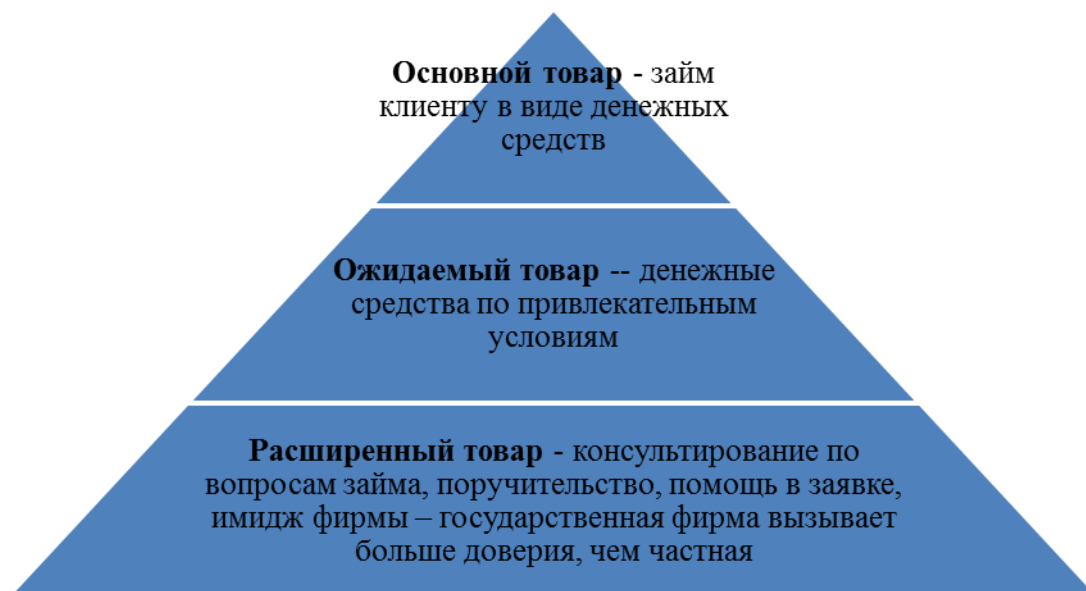 Основной товар - займ
клиенту в виде денежных
средств
Ожидаемый товар -- денежные
средства по привлекательным
условиям
Расширенный товар - консультирование по
вопросам займа, поручительство, помощь в заявке,
имидж фирмы – государственная фирма вызывает
больше доверия, чем частная